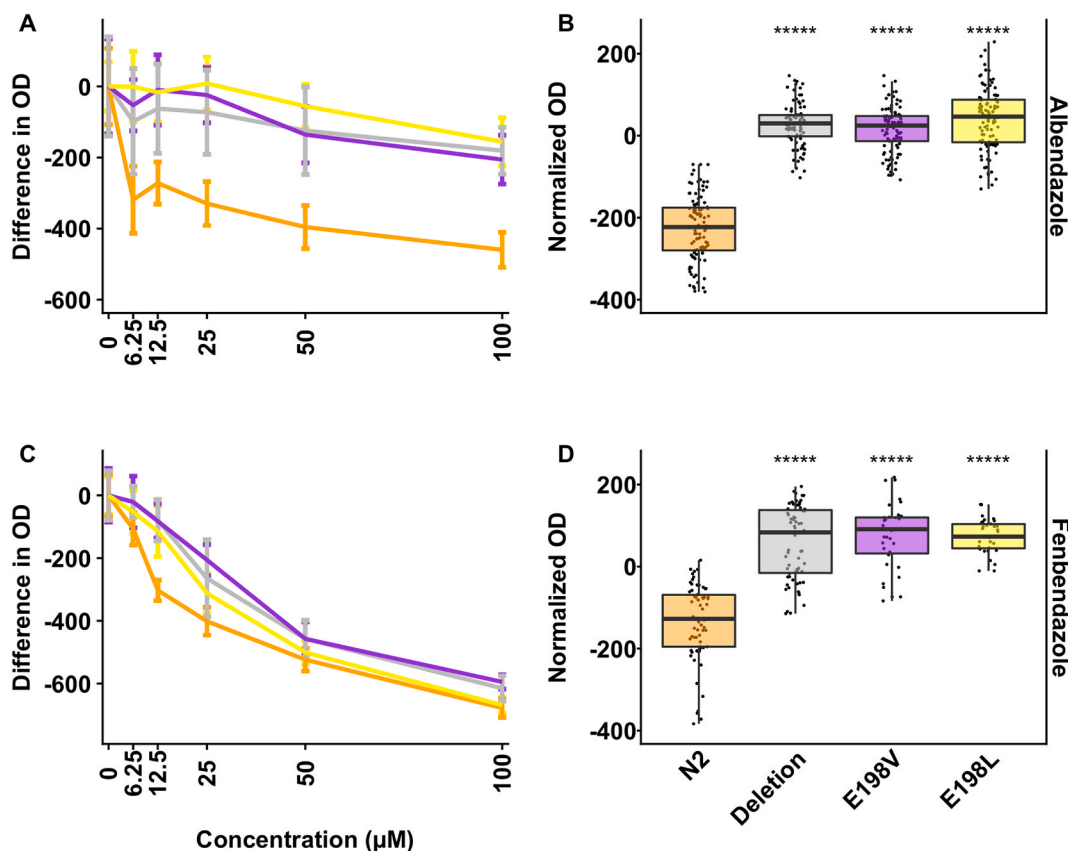 A
Difference in OD
0
-200
-400
-600
0
6.25
12.5
25
50
100
B
***** ***** *****
Normalized OD
200
0
-200
-400
Albendazole
C
Difference in OD
0
-200
-400
-600
0
6.25
12.5
25
50
100
Concentration (µM)
D
***** ***** *****
Normalized OD
200
0
-200
-400
N2
Deletion
E198V
E198L
Fenbendazole